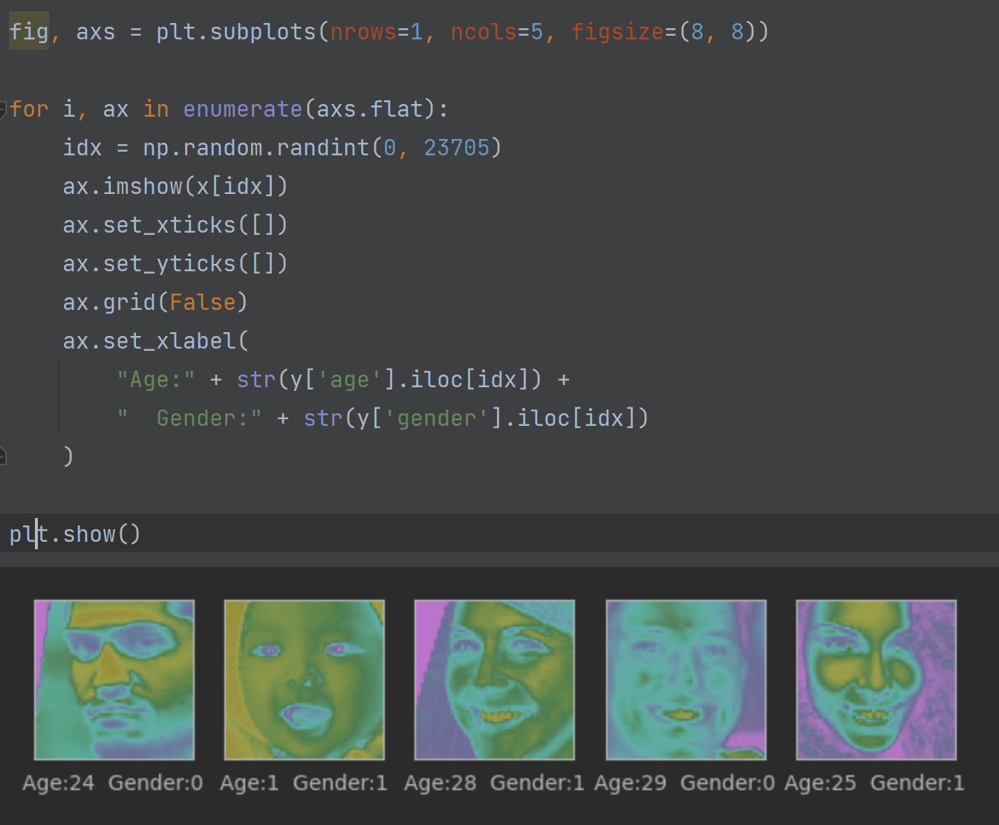 fig, axs = plt.subplots(nrows=1, ncols=5, figsize=(8, 8))
for i, ax in enumerate(axs.flat):
    idx = np.random.randint(0, 23705)
    ax.imshow(x[idx])
    ax.set_xticks([])
    ax.set_yticks([])
    ax.grid(False)
    ax.set_xlabel(
        "Age:" + str(y['age'].iloc[idx]) +
        "  Gender:" + str(y['gender'].iloc[idx])
    )
plt.show()
Age:24  Gender:0  Age:1  Gender:1  Age:28  Gender:1  Age:29  Gender:0  Age:25  Gender:1